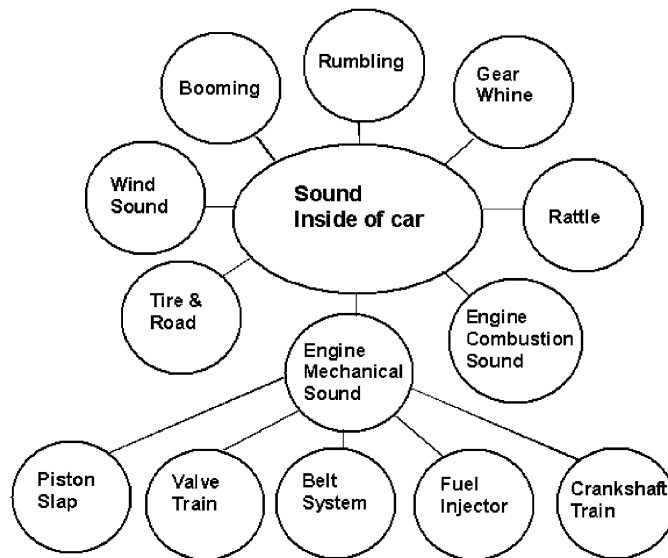 Rumbling
Booming
Gear
Whine
Wind
Sound
Sound
Inside of car
Rattle
Tire &
Road
Engine
Combustion
Sound
Engine
Mechanical
Sound
Piston
Slap
Valve
Train
Belt
System
Fuel
Injector
Crankshaft
Train